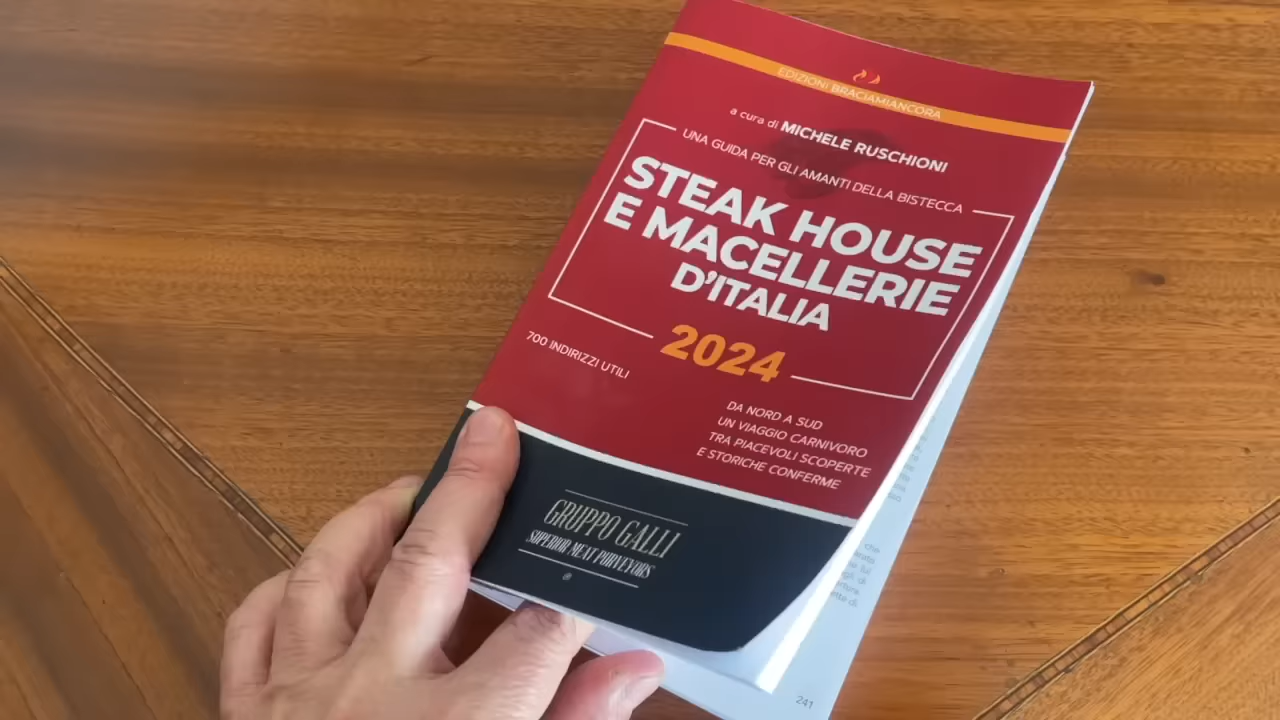 EDIZIONI BRACIAMIANCORA
a cura di MICHELE RUSCHIONI
UNA GUIDA PER GLI AMANTI DELLA BISTECCA
STEAK HOUSE
E MACELLERIE
D'ITALIA
2024
700 INDIRIZZI UTILI
DA NORD A SUD
UN VIAGGIO CARNIVORO
TRA PIACEVOLI SCOPERTE
E STORICHE CONFERME
GRUPPO GALLI
SUPERIOR MEAT PURVEYORS
che
241